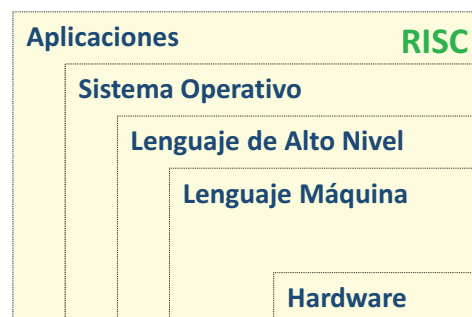 Aplicaciones RISC
Sistema Operativo
Lenguaje de Alto Nivel
Lenguaje Máquina
Hardware